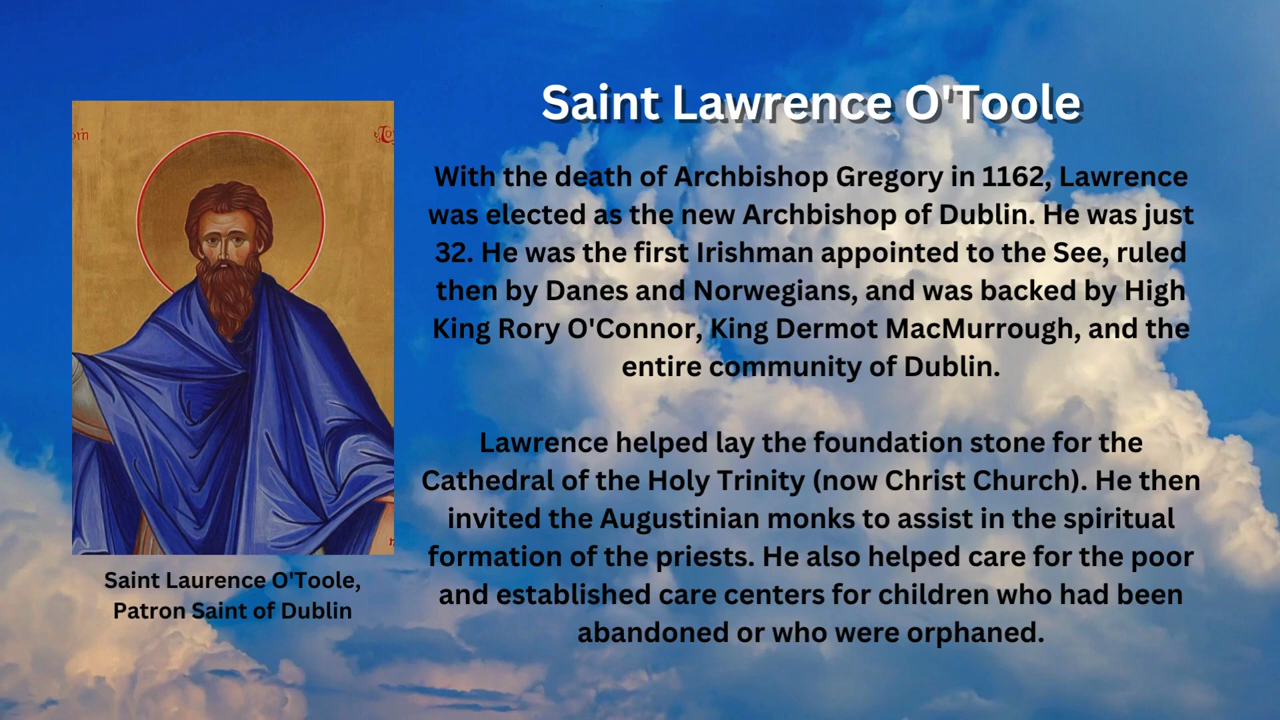 Saint Lawrence O'Toole
With the death of Archbishop Gregory in 1162, Lawrence
was elected as the new Archbishop of Dublin. He was just
32. He was the first Irishman appointed to the See, ruled
then by Danes and Norwegians, and was backed by High
King Rory O'Connor, King Dermot MacMurrough, and the
entire community of Dublin.
Lawrence helped lay the foundation stone for the
Cathedral of the Holy Trinity (now Christ Church). He then
invited the Augustinian monks to assist in the spiritual
formation of the priests. He also helped care for the poor
and established care centers for children who had been
abandoned or who were orphaned.
Saint Laurence O'Toole,
Patron Saint of Dublin